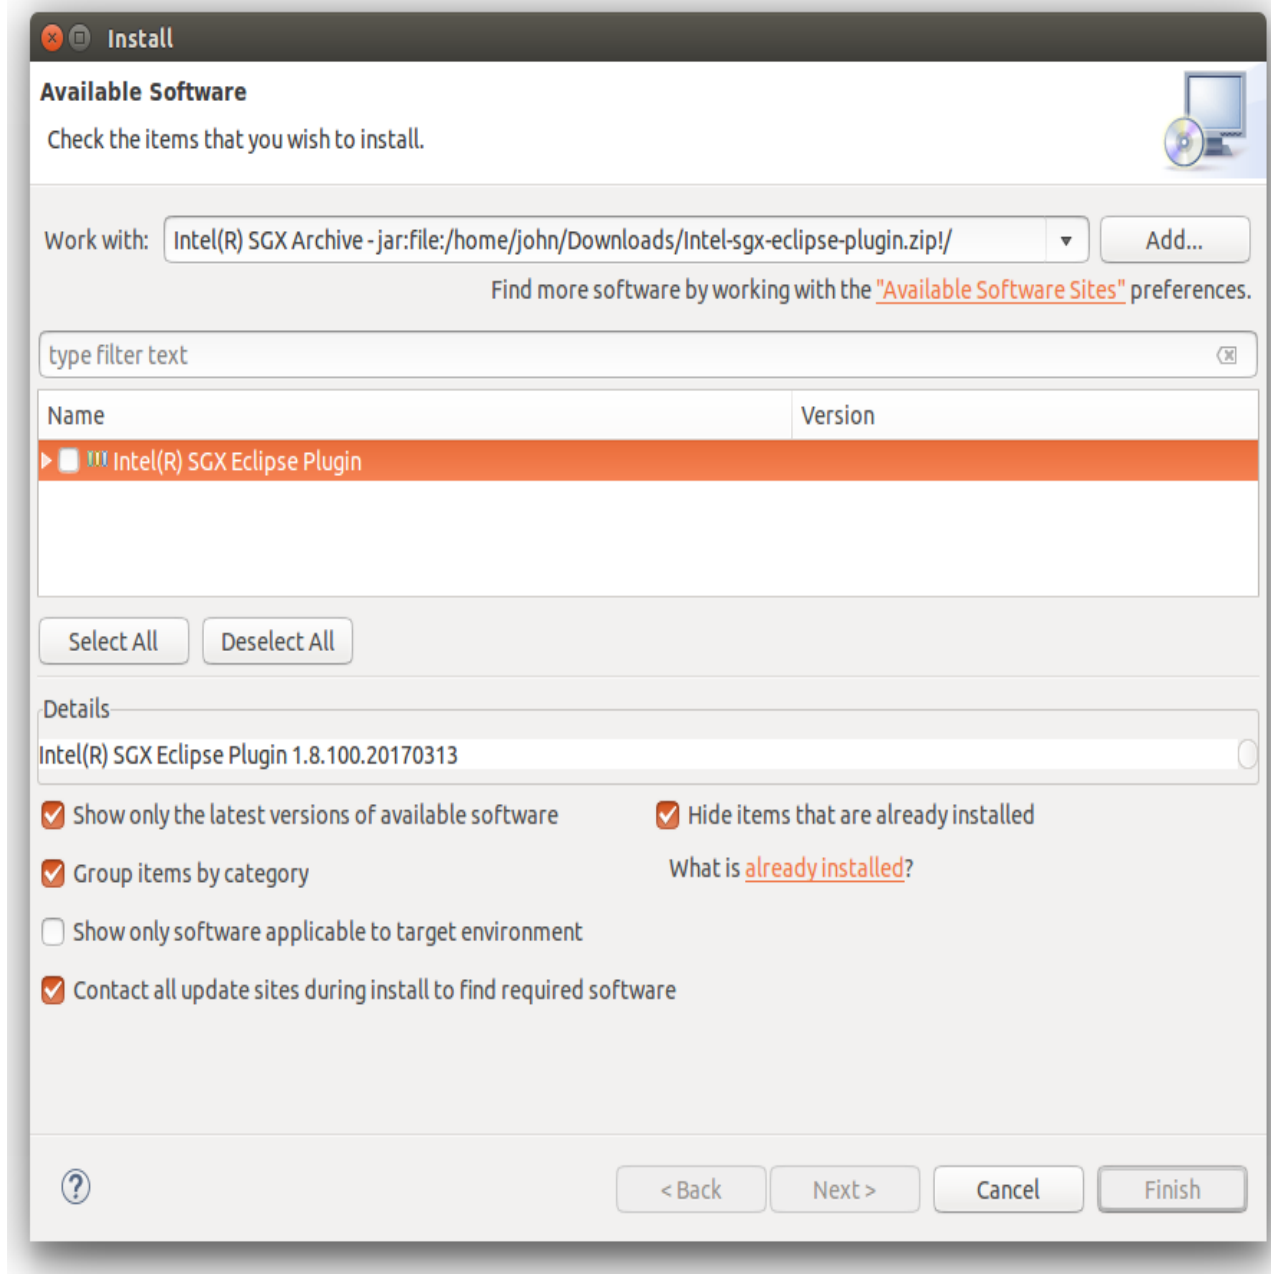 Install
Available Software
Check the items that you wish to install.
Work with: Intel(R) SGX Archive - jar:file:/home/john/Downloads/Intel-sgx-eclipse-plugin.zip!/ Add...
Find more software by working with the "Available Software Sites" preferences.
type filter text
Name Version
Intel(R) SGX Eclipse Plugin
Select All Deselect All
Details
Intel(R) SGX Eclipse Plugin 1.8.100.20170313
Show only the latest versions of available software Hide items that are already installed
Group items by category What is already installed?
Show only software applicable to target environment
Contact all update sites during install to find required software
? < Back Next > Cancel Finish